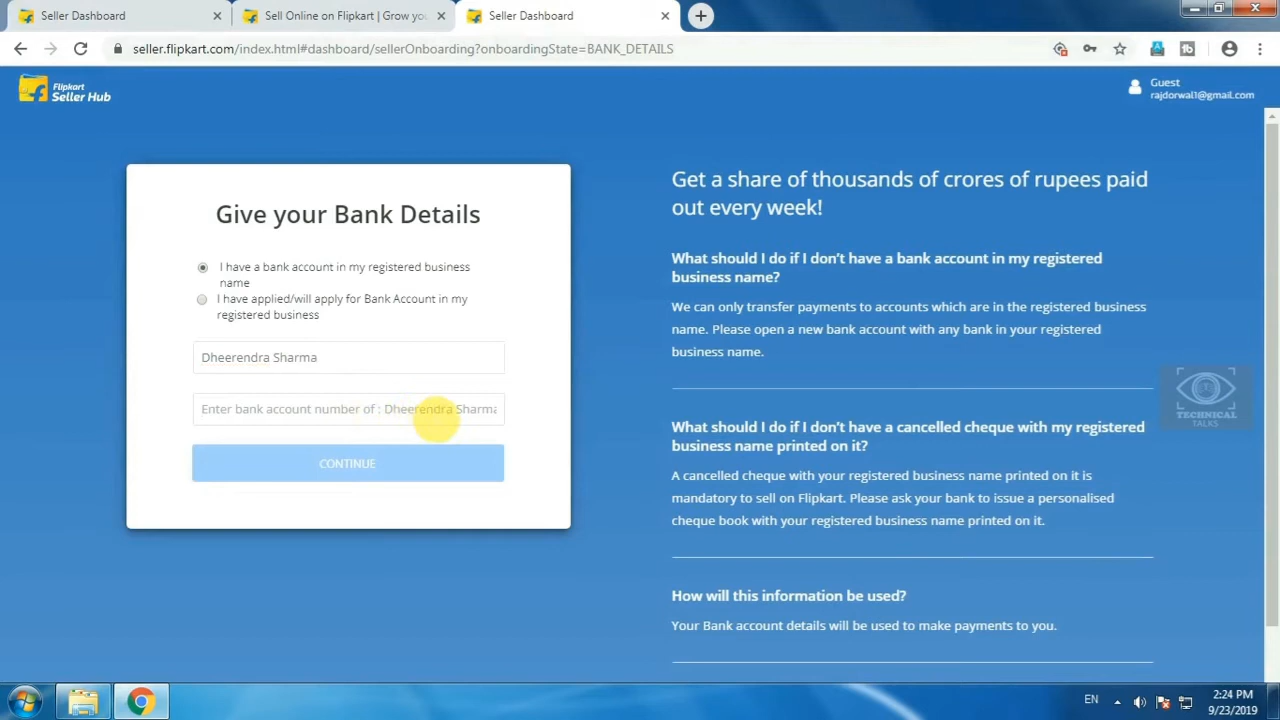 Seller Dashboard
Sell Online on Flipkart | Grow you
Seller Dashboard
seller.flipkart.com/index.html#dashboard/sellerOnboarding?onboardingState=BANK_DETAILS
Flipkart
Seller Hub
Guest
rajdorwal1@gmail.com
Give your Bank Details
I have a bank account in my registered business
name
I have applied/will apply for Bank Account in my
registered business
Dheerendra Sharma
Enter bank account number of : Dheerendra Sharma
CONTINUE
Get a share of thousands of crores of rupees paid
out every week!
What should I do if I don't have a bank account in my registered
business name?
We can only transfer payments to accounts which are in the registered business
name. Please open a new bank account with any bank in your registered
business name.
What should I do if I don't have a cancelled cheque with my registered
business name printed on it?
A cancelled cheque with your registered business name printed on it is
mandatory to sell on Flipkart. Please ask your bank to issue a personalised
cheque book with your registered business name printed on it.
How will this information be used?
Your Bank account details will be used to make payments to you.
TECHNICAL
TALKS
EN
2:24 PM
9/23/2019